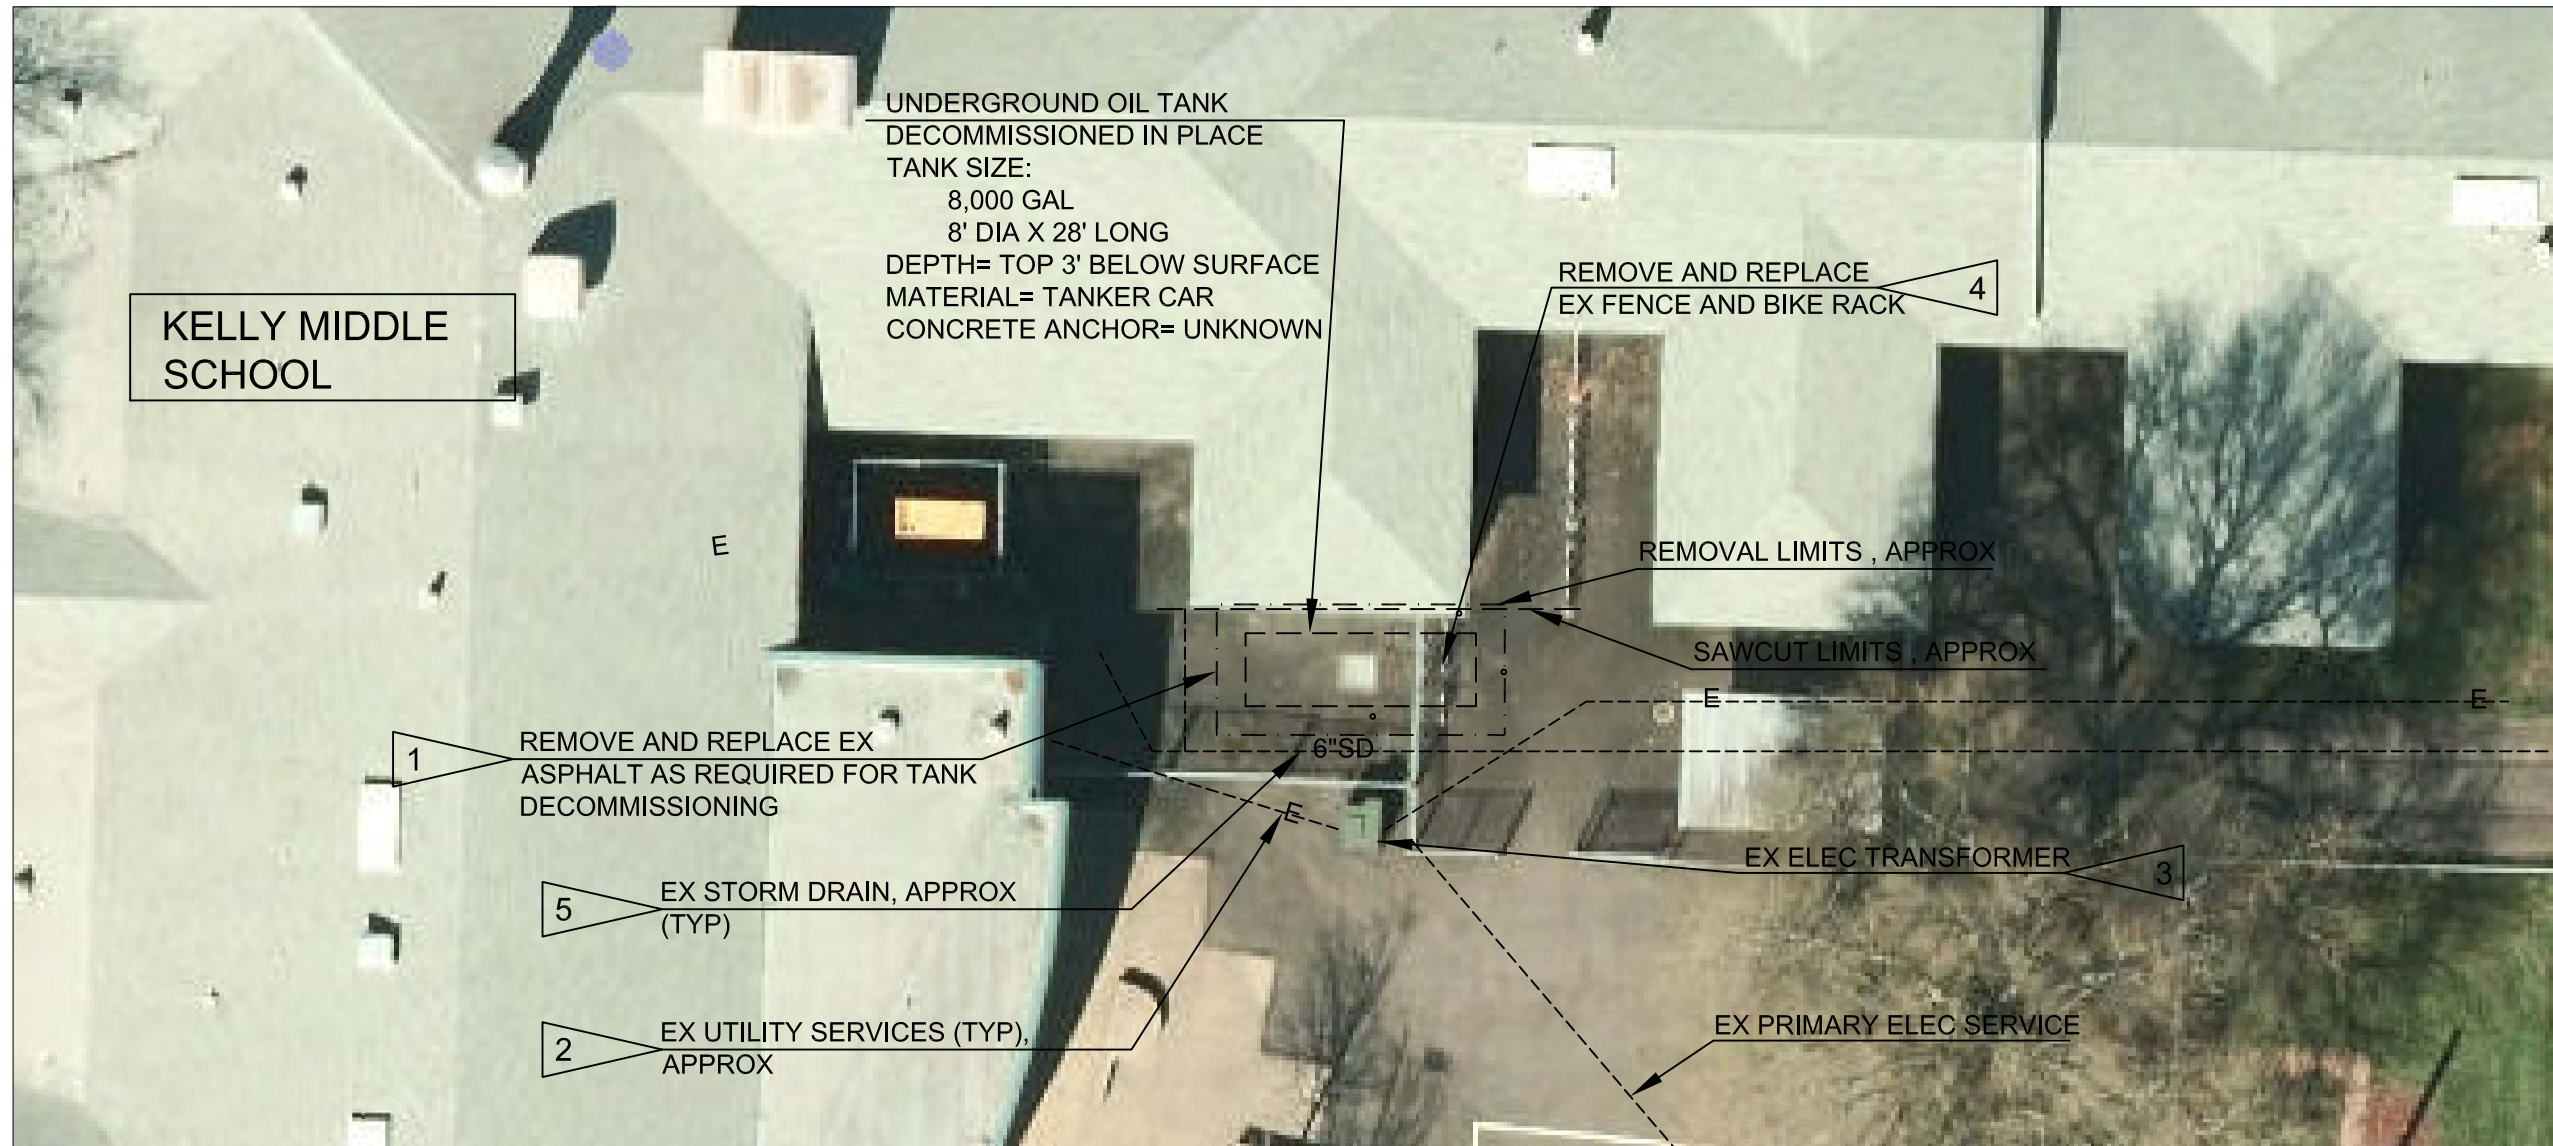 UNDERGROUND OIL TANK
DECOMMISSIONED IN PLACE
TANK SIZE:
8,000 GAL
8' DIA X 28' LONG
DEPTH= TOP 3' BELOW SURFACE
MATERIAL= TANKER CAR
CONCRETE ANCHOR= UNKNOWN
REMOVE AND REPLACE
EX FENCE AND BIKE RACK
4
KELLY MIDDLE
SCHOOL
E
REMOVAL LIMITS , APPROX
SAWCUT LIMITS , APPROX
E
E
1
REMOVE AND REPLACE EX
ASPHALT AS REQUIRED FOR TANK
DECOMMISSIONING
6"SD
E
T
EX ELEC TRANSFORMER
3
5
EX STORM DRAIN, APPROX
(TYP)
2
EX UTILITY SERVICES (TYP),
APPROX
EX PRIMARY ELEC SERVICE